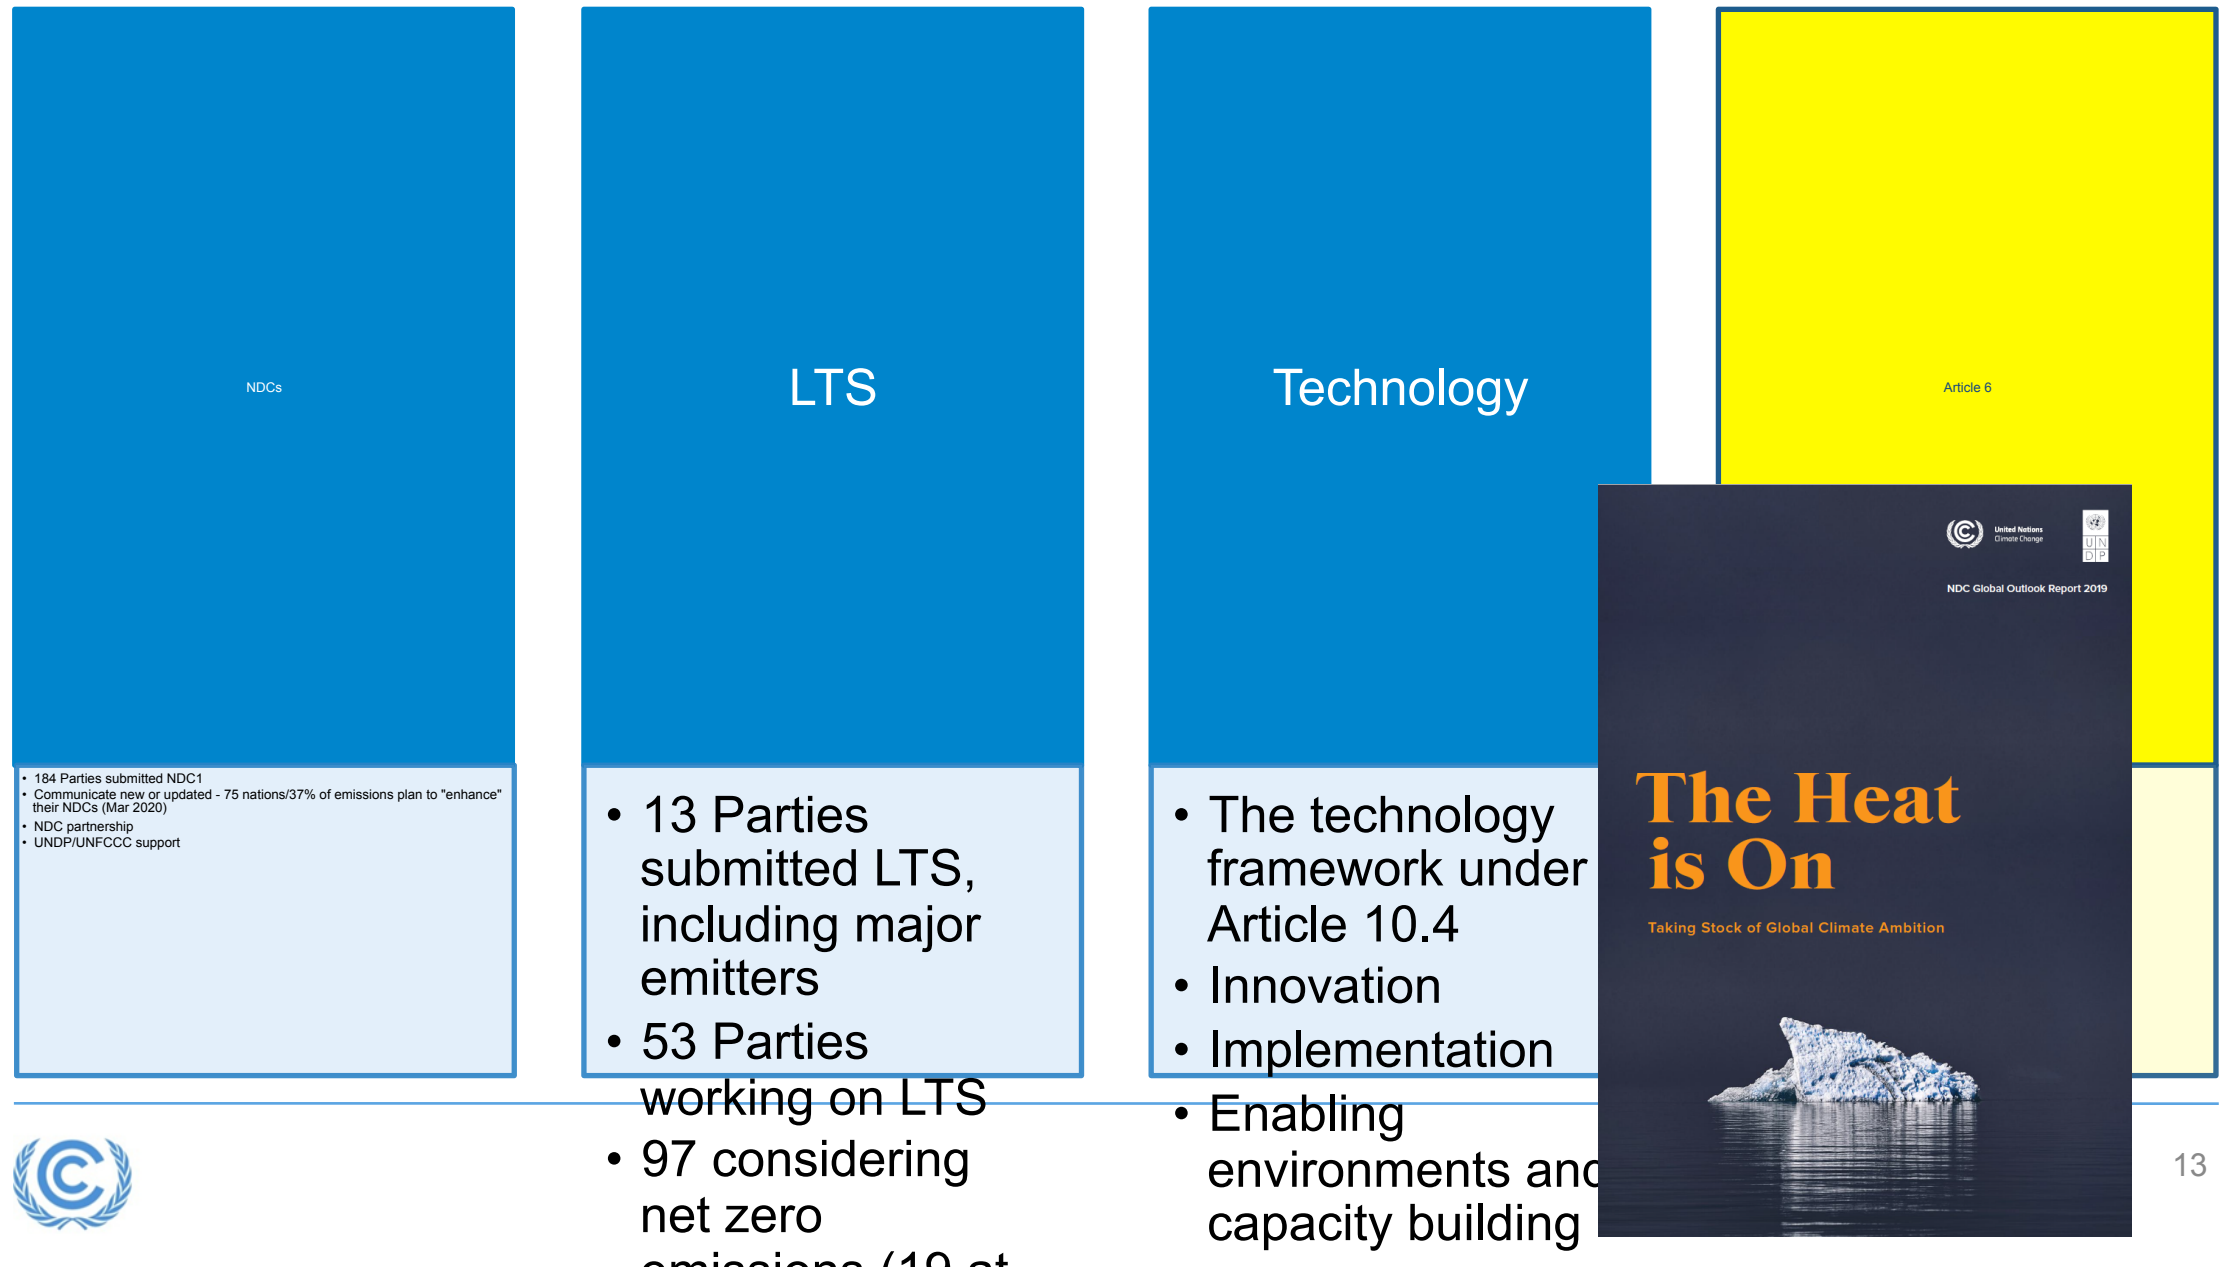 NDCs
• 184 Parties submitted NDC1
• Communicate new or updated - 75 nations/37% of emissions plan to "enhance"
their NDCs (Mar 2020)
• NDC partnership
• UNDP/UNFCCC support
LTS
• 13 Parties
submitted LTS,
including major
emitters
• 53 Parties
working on LTS
• 97 considering
net zero
emissions (19 at
Technology
• The technology
framework under
Article 10.4
• Innovation
• Implementation
• Enabling
environments and
capacity building
Article 6
United Nations
Climate Change
U N
D P
NDC Global Outlook Report 2019
The Heat
is On
Taking Stock of Global Climate Ambition
13